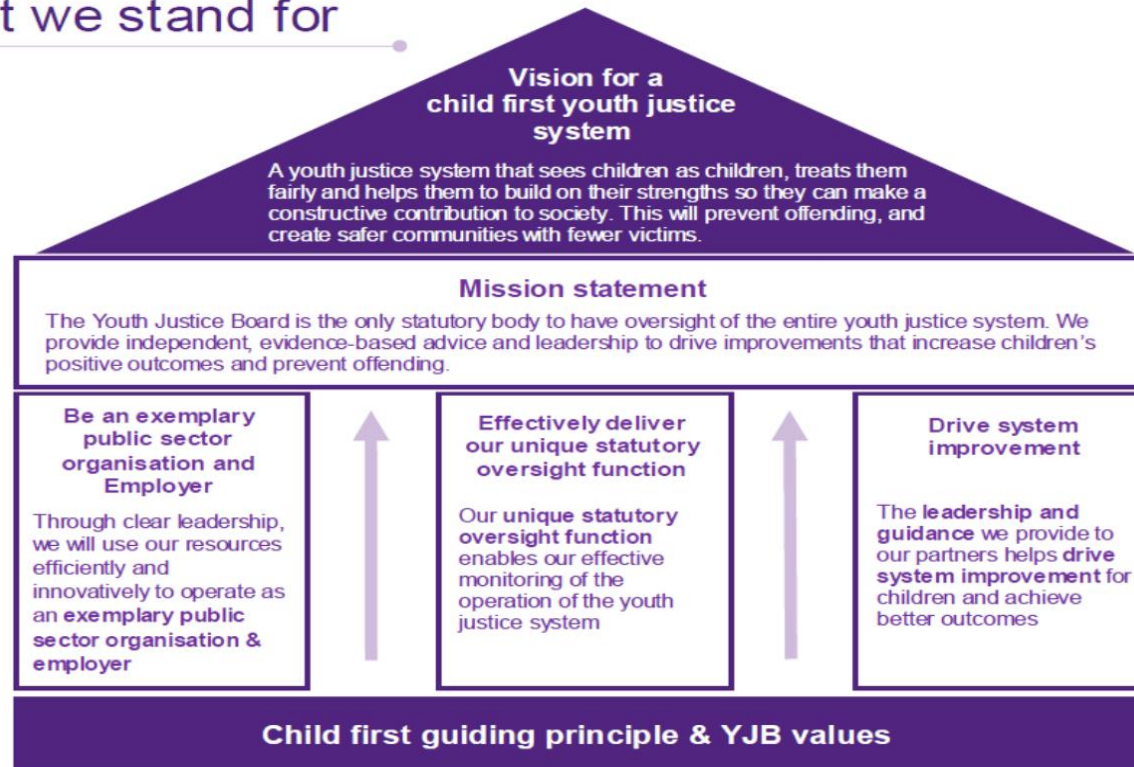 t we stand for
Vision for a
child first youth justice
system
A youth justice system that sees children as children, treats them
fairly and helps them to build on their strengths so they can make a
constructive contribution to society. This will prevent offending, and
create safer communities with fewer victims.
Mission statement
The Youth Justice Board is the only statutory body to have oversight of the entire youth justice system. We
provide independent, evidence-based advice and leadership to drive improvements that increase children’s
positive outcomes and prevent offending.
Be an exemplary
public sector
organisation and
Employer
Through clear leadership,
we will use our resources
efficiently and
innovatively to operate as
an exemplary public
sector organisation &
employer
Effectively deliver
our unique statutory
oversight function
Our unique statutory
oversight function
enables our effective
monitoring of the
operation of the youth
justice system
Drive system
improvement
The leadership and
guidance we provide to
our partners helps drive
system improvement for
children and achieve
better outcomes
Child first guiding principle & YJB values